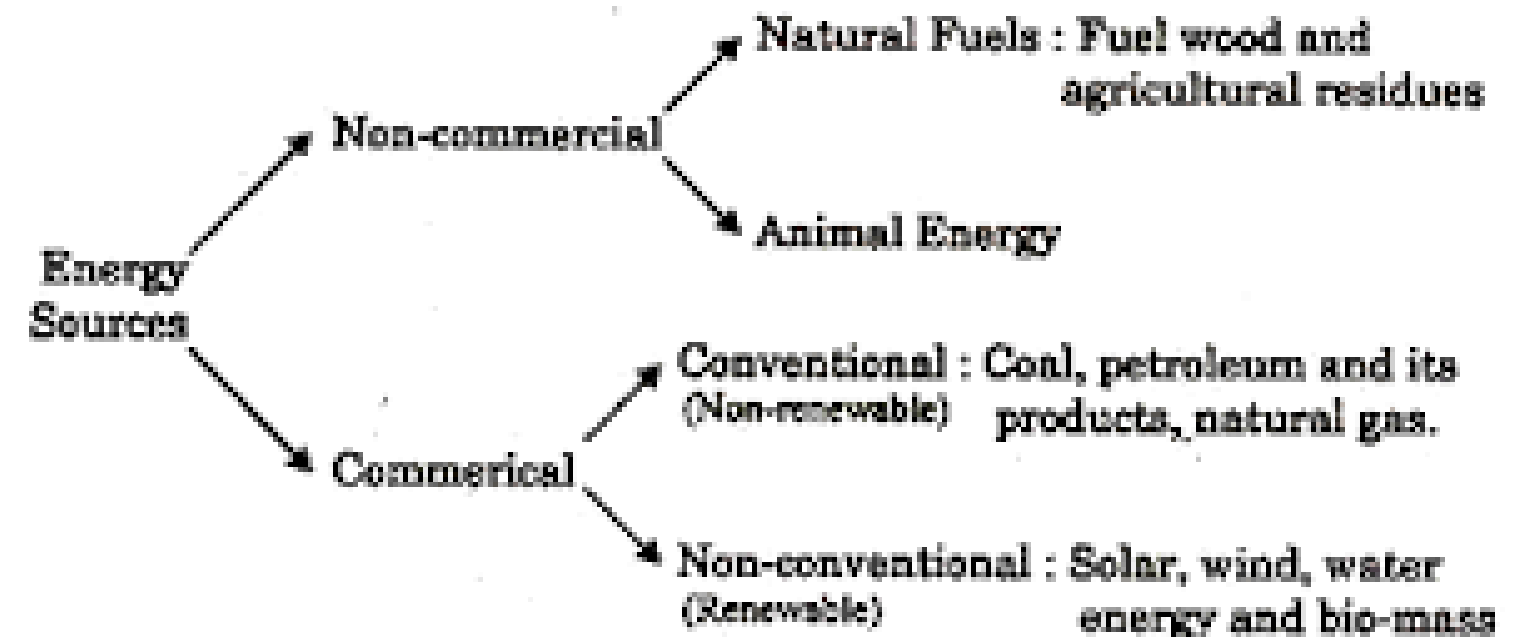 Natural Fuels : Fuel wood and
agricultural residues
Non-commercial
Animal Energy
Energy
Sources
Conventional : Coal, petroleum and its
(Non-renewable) products, natural gas.
Commerical
Non-conventional : Solar, wind, water
(Renewable) energy and bio-mass